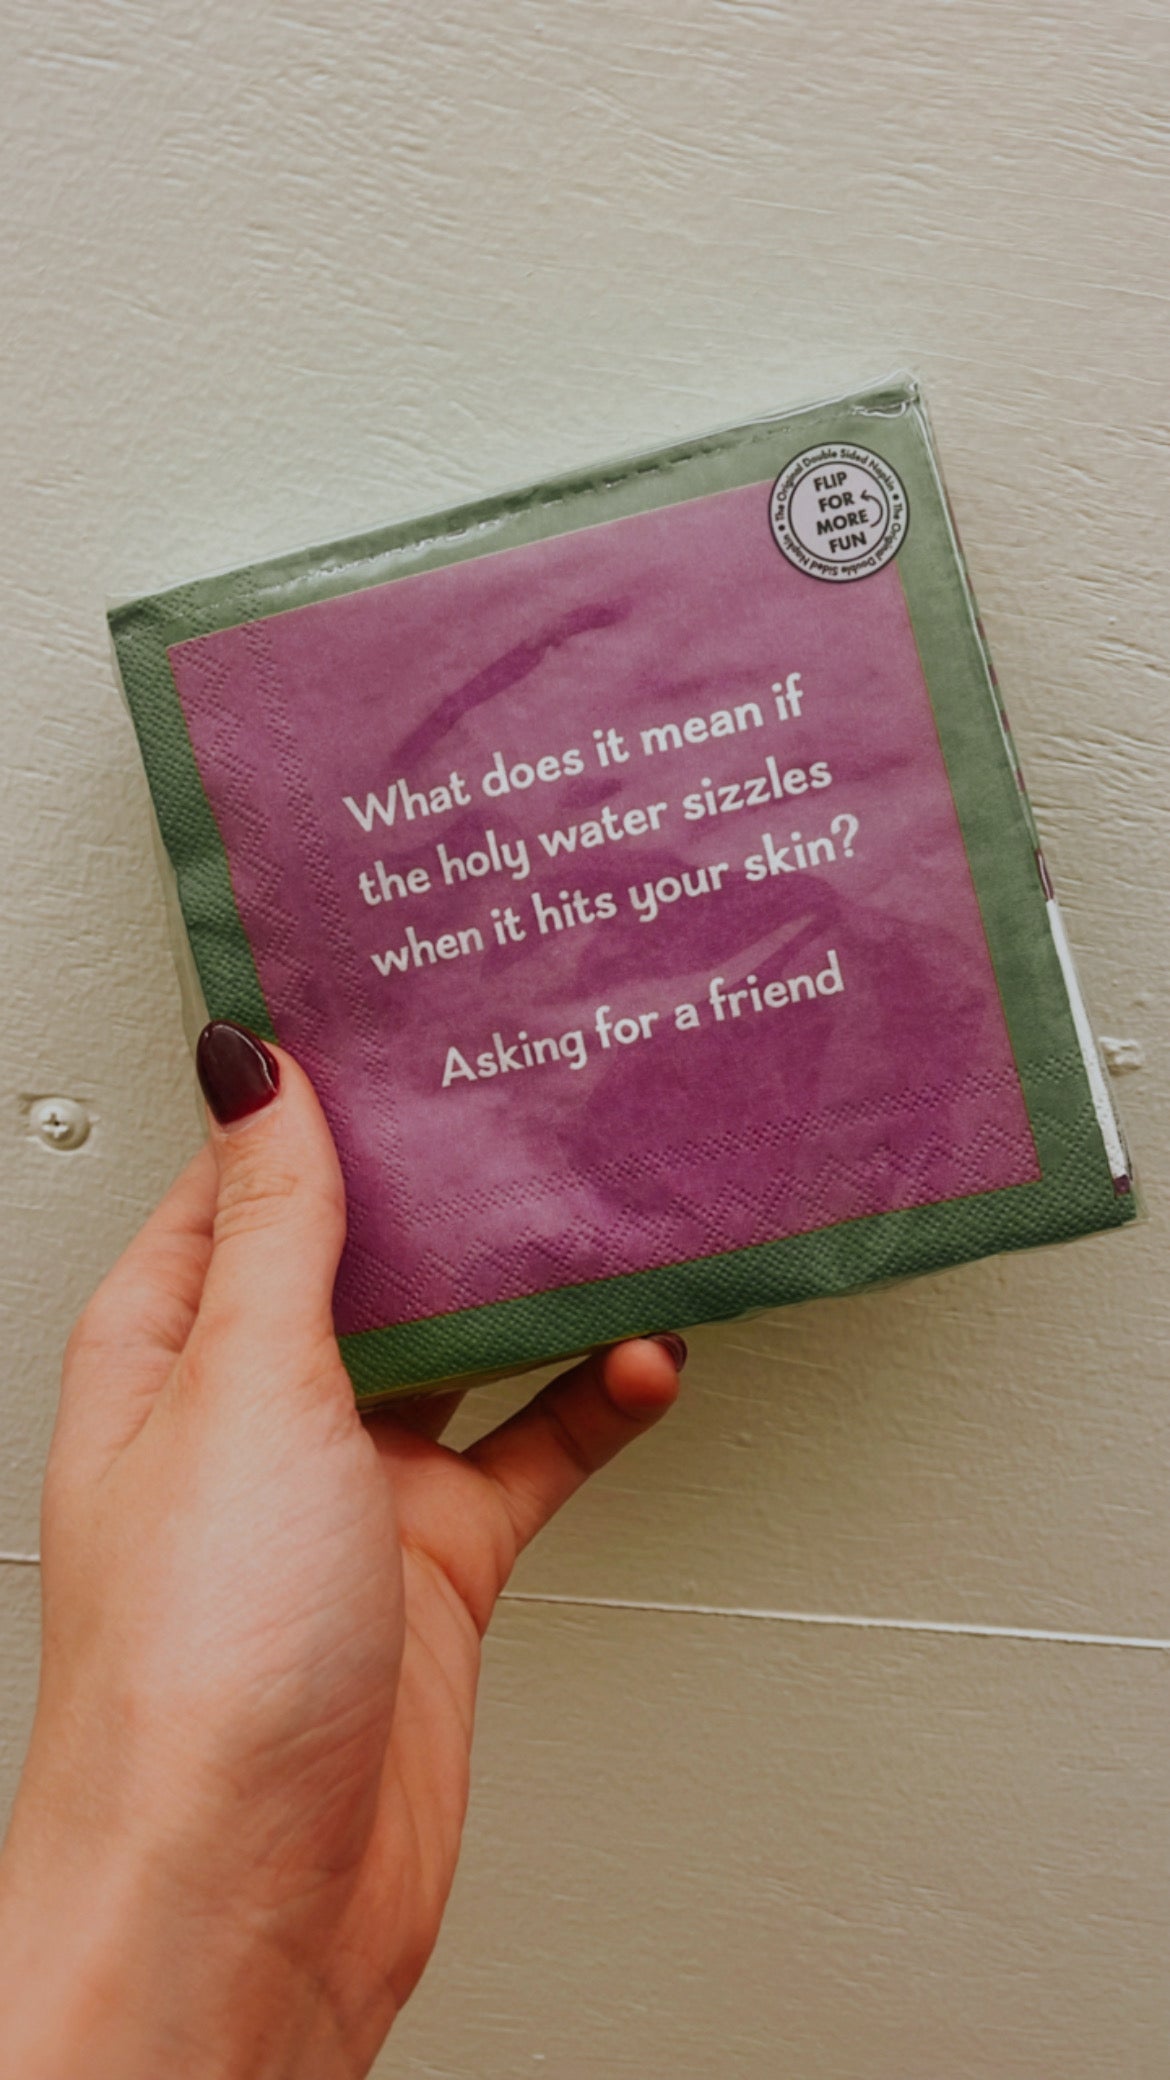 What does it mean if
the holy water sizzles
when it hits your skin?
Asking for a friend
The Original Double Sided Napkin • The Original Double Sided Napkin •
FLIP
FOR
MORE
FUN